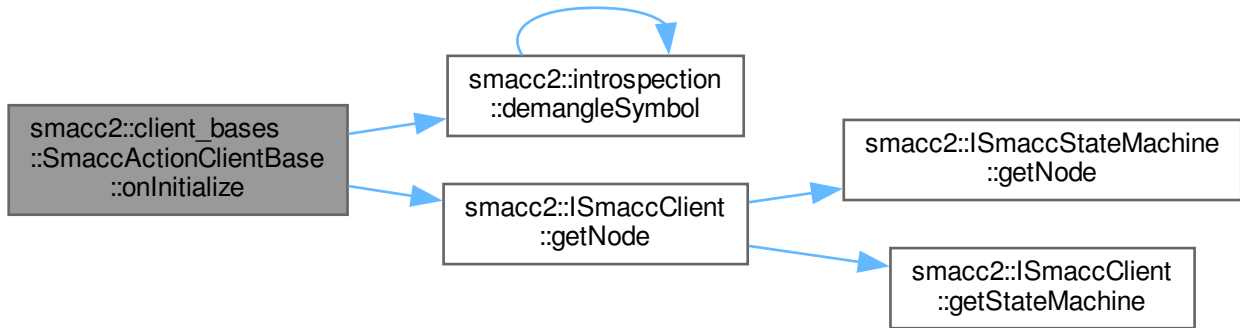 smacc2::client_bases
::SmaccActionClientBase
::onInitialize
smacc2::introspection
::demangleSymbol
smacc2::ISmaccClient
::getNode
smacc2::ISmaccStateMachine
::getNode
smacc2::ISmaccClient
::getStateMachine